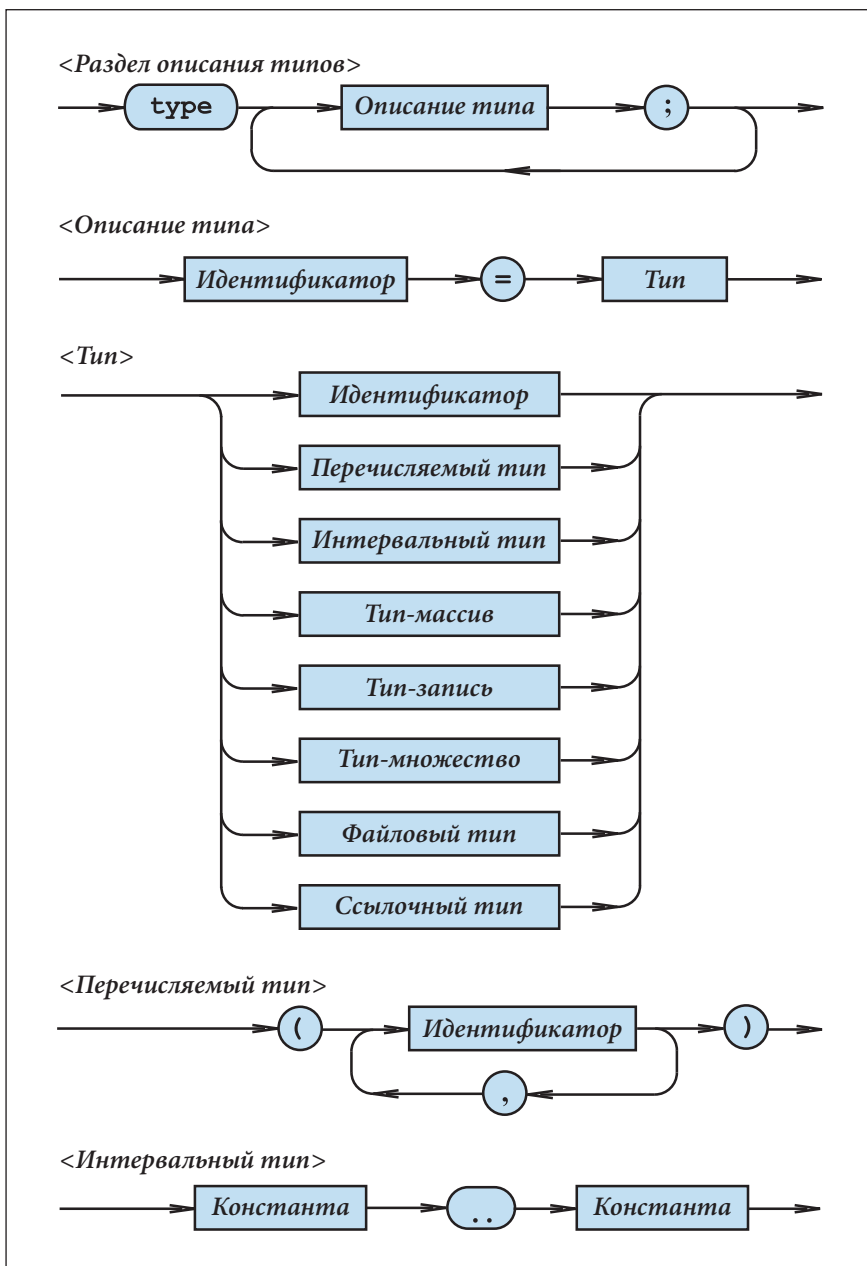 <Раздел описания типов>
type Описание типа ;
<Описание типа>
Идентификатор = Тип
<Тип>
Идентификатор
Перечисляемый тип
Интервальный тип
Тип-массив
Тип-запись
Тип-множество
Файловый тип
Ссылочный тип
<Перечисляемый тип>
( Идентификатор )
,
<Интервальный тип>
Константа .. Константа